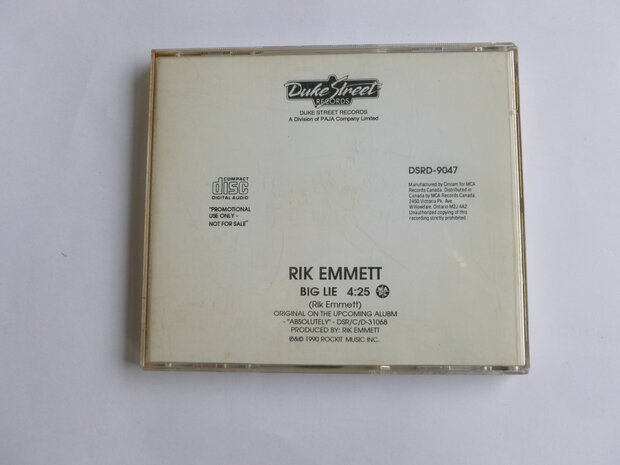 Duke Street
RECORDS
DUKE STREET RECORDS
A Division of PAJA Company Limited
COMPACT
disc
DIGITAL AUDIO
"PROMOTIONAL
USE ONLY -
NOT FOR SALE"
DSRD-9047
Manufactured by Cinram for MCA
Records Canada. Distributed in
Canada by MCA Records Canada,
2450 Victoria Pk. Ave.
Willowdale, Ontario M2J 4A2.
Unauthorized copying of this
recording strictly prohibited.
RIK EMMETT
BIG LIE 4:25
(Rik Emmett)
ORIGINAL ON THE UPCOMING ALUBM
- "ABSOLUTELY" - DSR/C/D-31068
PRODUCED BY: RIK EMMETT
℗&© 1990 ROCKIT MUSIC INC.